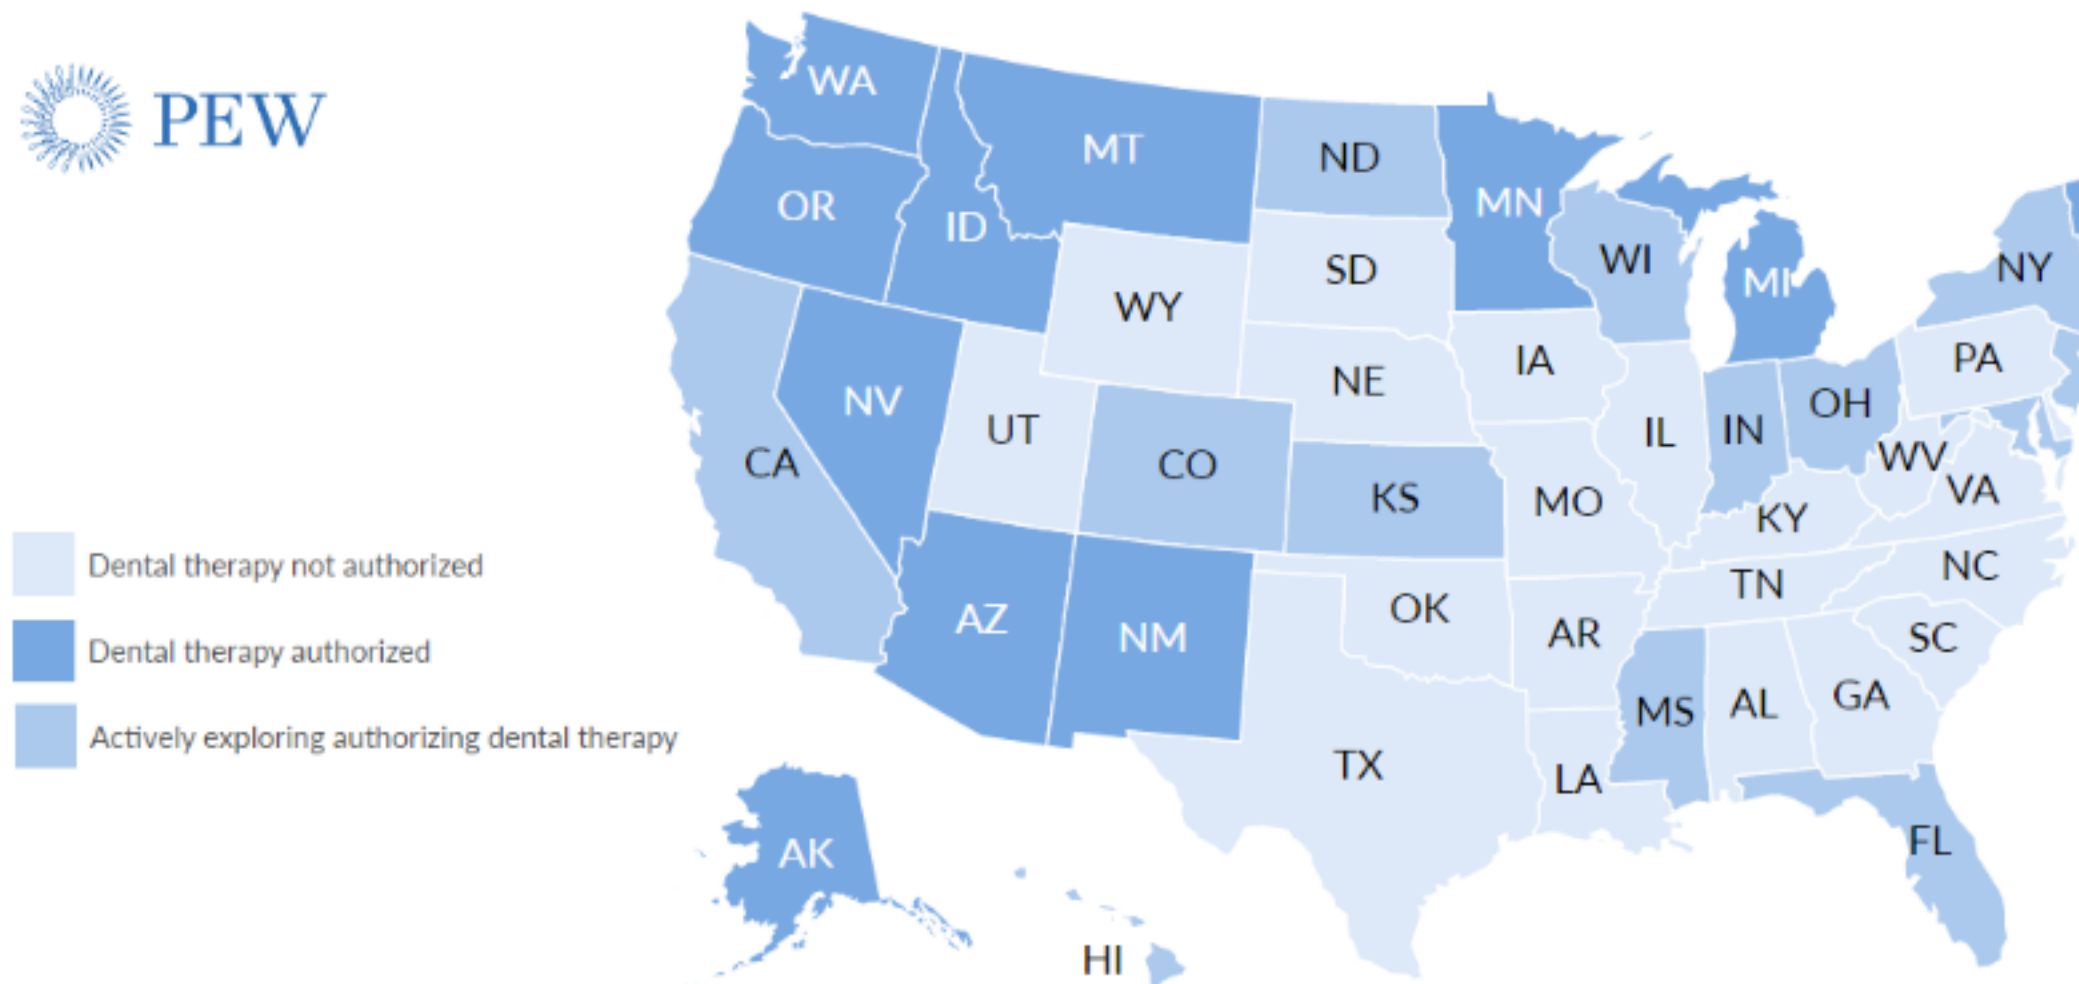 PEW
WA
MT
ND
MN
OR
ID
WI
MI
NY
SD
WY
IA
PA
NE
NV
UT
OH
IL
IN
CA
CO
WV
KS
MO
VA
KY
Dental therapy not authorized
NC
TN
AZ
NM
OK
AR
SC
Dental therapy authorized
MS
AL
GA
Actively exploring authorizing dental therapy
TX
LA
AK
FL
HI